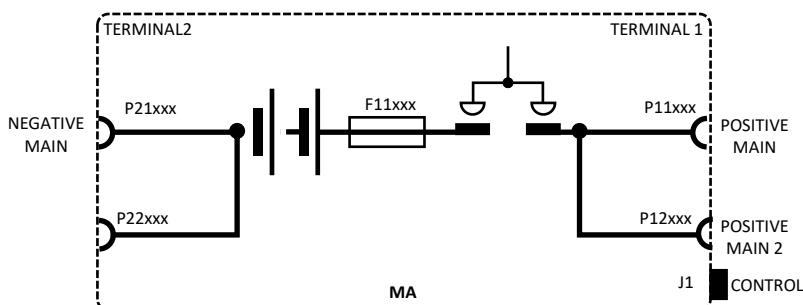 TERMINAL2
TERMINAL 1
P21xxx
F11xxx
P11xxx
NEGATIVE
MAIN
POSITIVE
MAIN
P22xxx
P12xxx
POSITIVE
MAIN 2
MA
J1
CONTROL